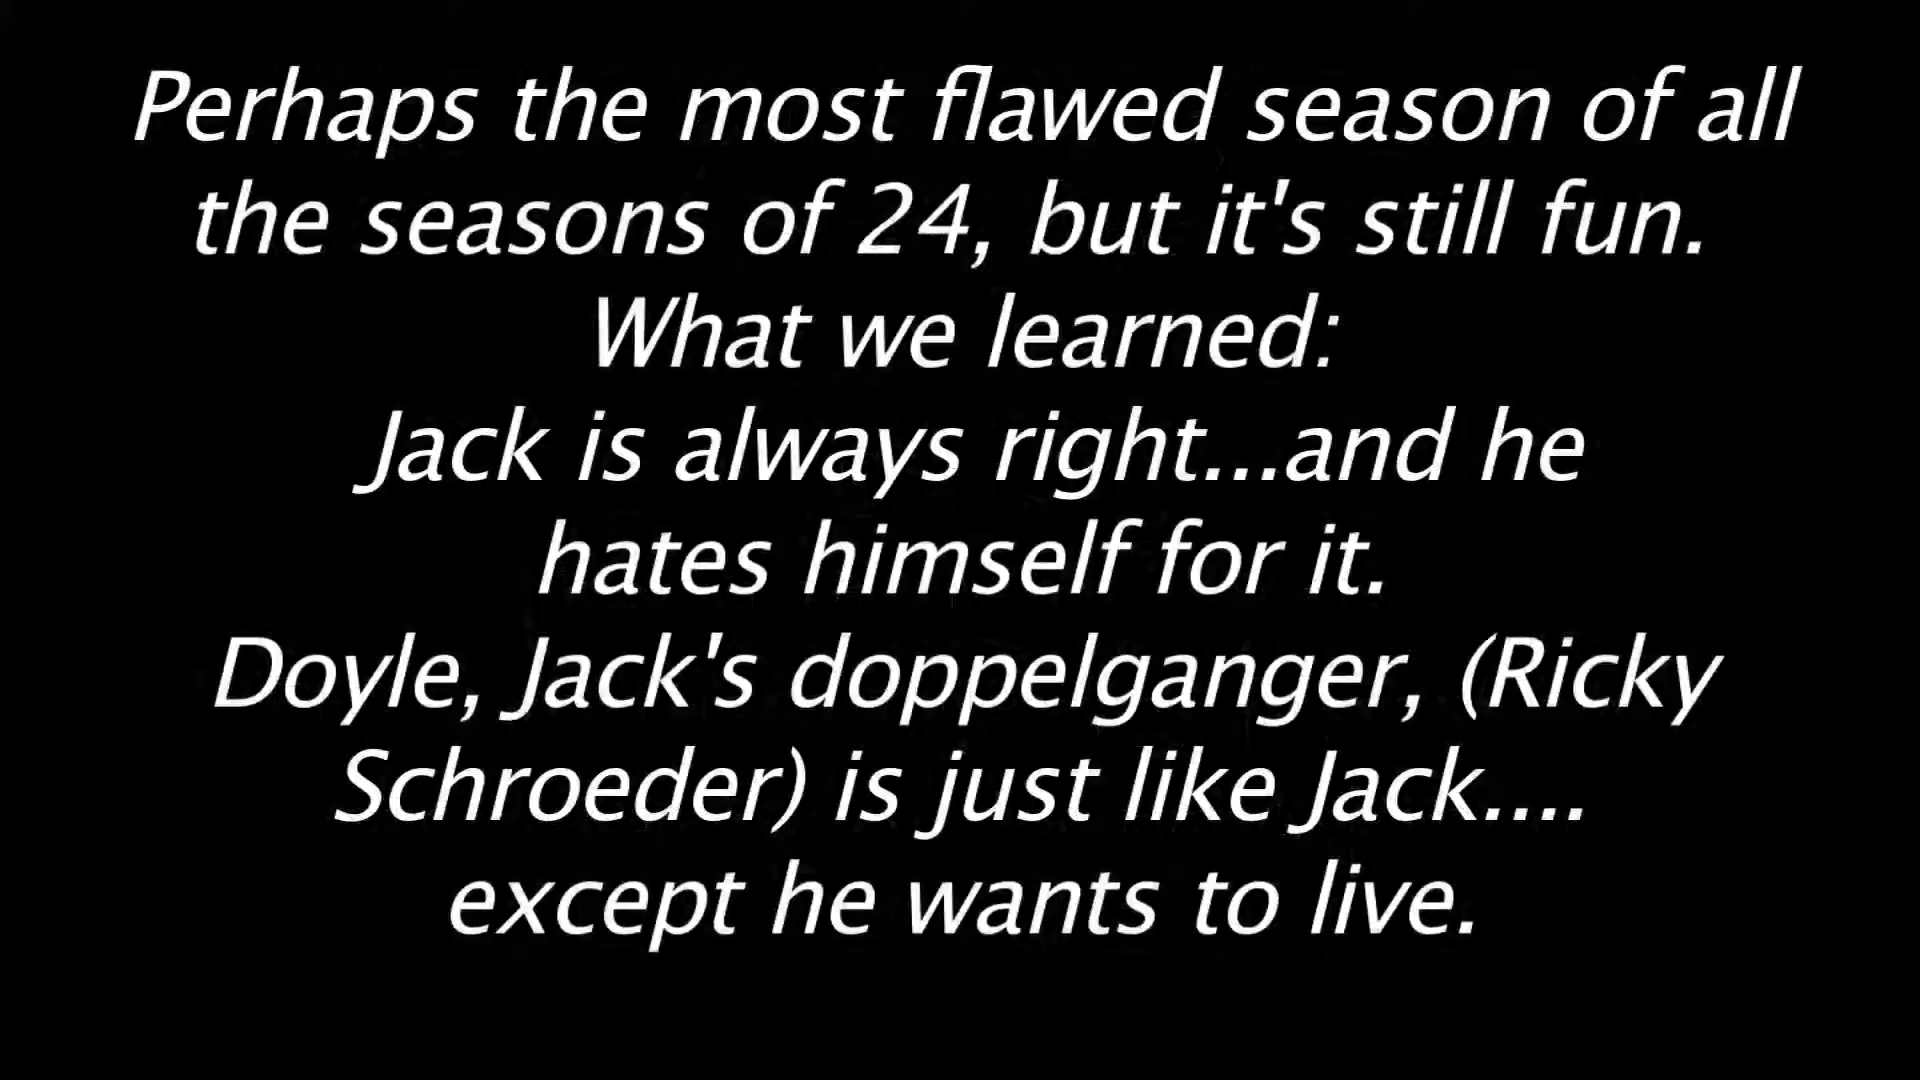 Perhaps the most flawed season of all
the seasons of 24, but it's still fun.
What we learned:
Jack is always right...and he
hates himself for it.
Doyle, Jack's doppelganger, (Ricky
Schroeder) is just like Jack....
except he wants to live.